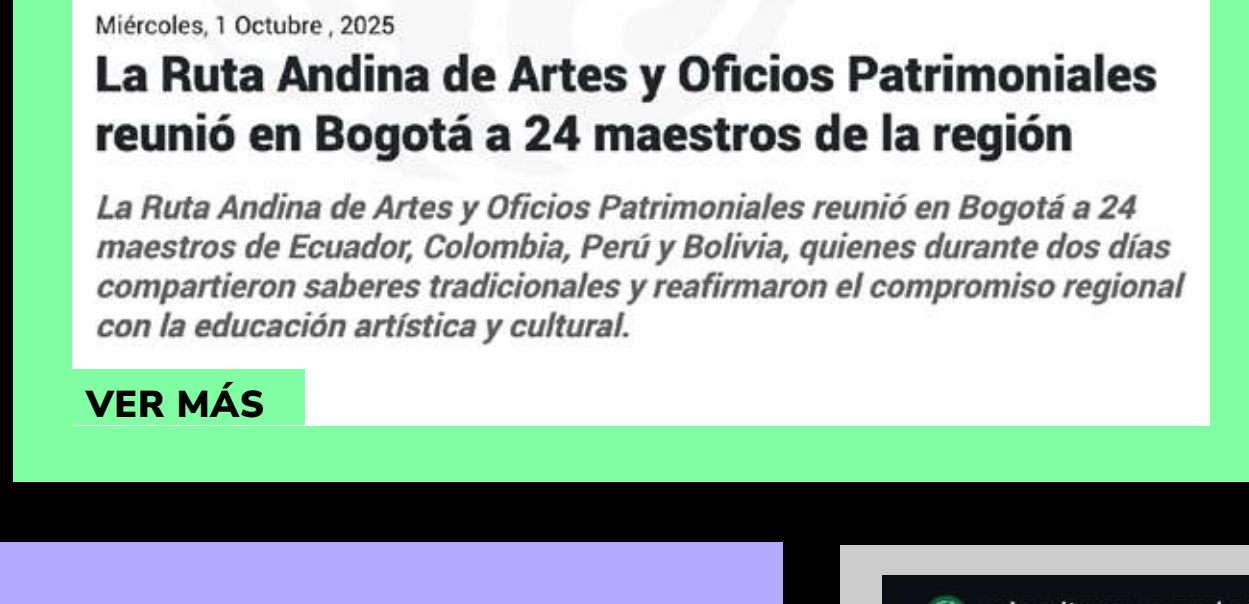 Miércoles, 1 Octubre , 2025
La Ruta Andina de Artes y Oficios Patrimoniales
reunió en Bogotá a 24 maestros de la región
La Ruta Andina de Artes y Oficios Patrimoniales reunió en Bogotá a 24
maestros de Ecuador, Colombia, Perú y Bolivia, quienes durante dos días
compartieron saberes tradicionales y reafirmaron el compromiso regional
con la educación artística y cultural.
VER MÁS